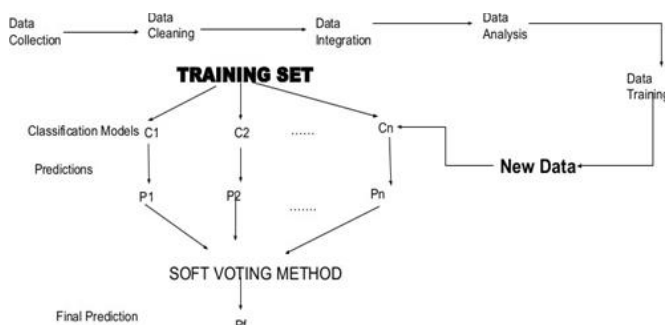 Data
Collection
Data
Cleaning
Data
Integration
Data
Analysis
Data
Training
TRAINING SET
Classification Models C1 C2 ...... Cn
New Data
Predictions
P1 P2 ....... Pn
SOFT VOTING METHOD
Final Prediction
Pf